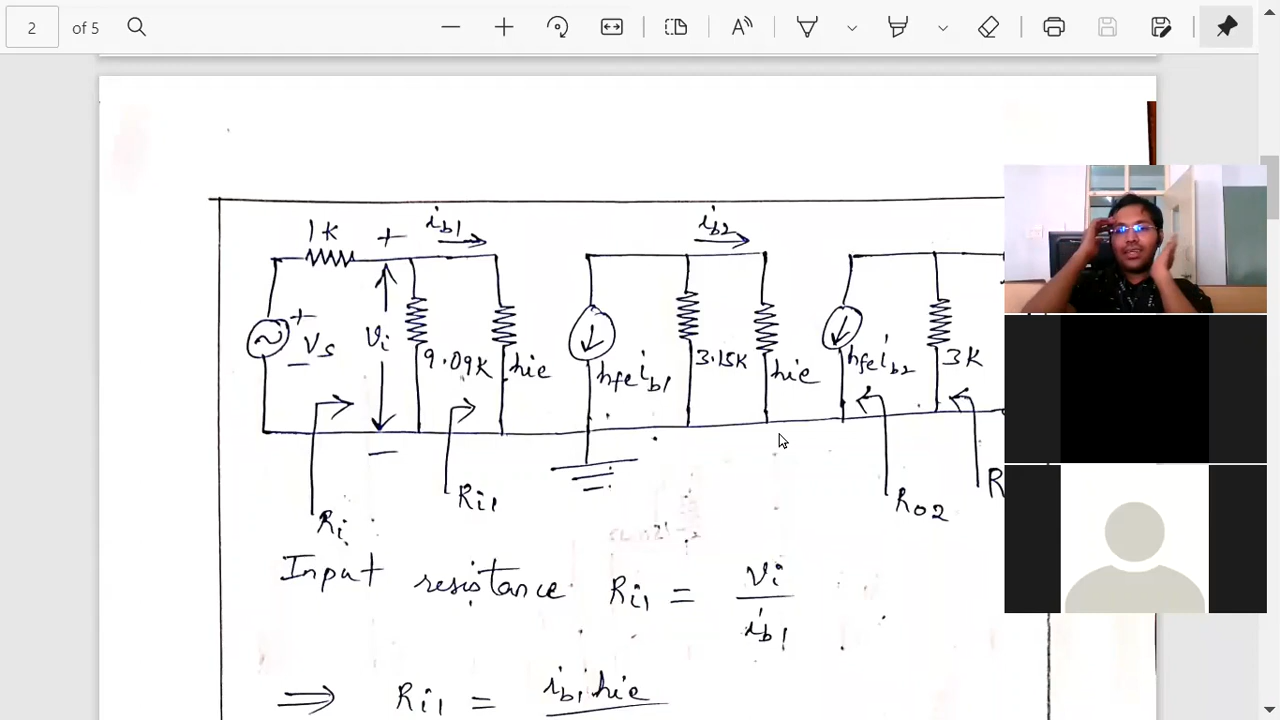 2 of 5
1K + ib1 ib2
+ Vs − Vi 9.09K hie hfe ib1 3.15K hie hfe ib2 3K
−
Ri Ri1 Ro2 R
Input resistance Ri1 = Vi / ib1
⇒ Ri1 = ib1 hie